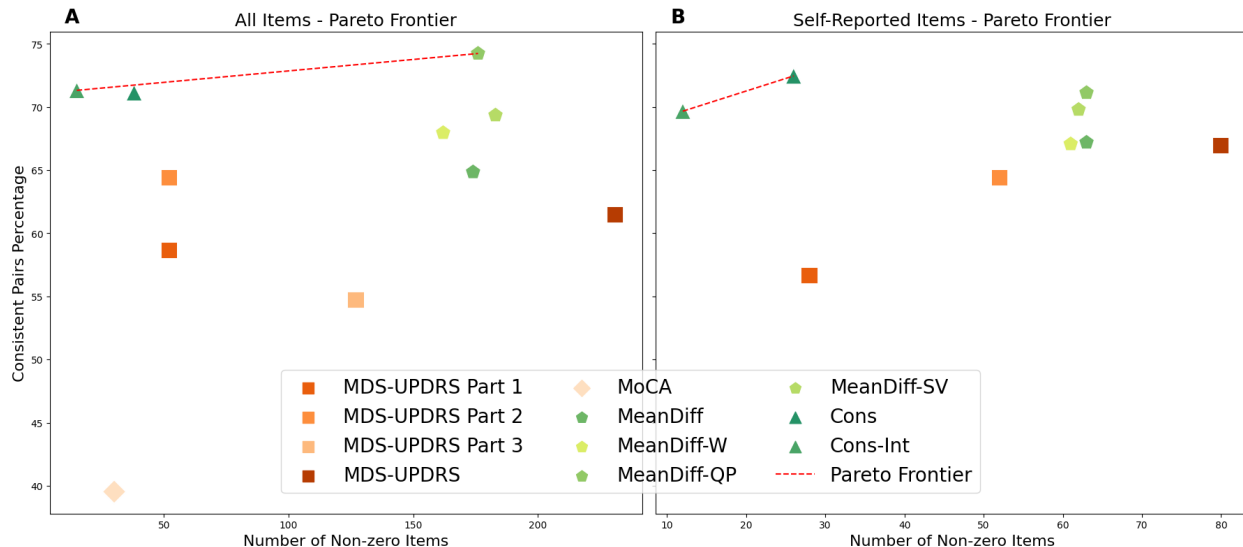 A
All Items - Pareto Frontier
B
Self-Reported Items - Pareto Frontier
Consistent Pairs Percentage
75
70
65
60
55
50
45
40
MDS-UPDRS Part 1
MDS-UPDRS Part 2
MDS-UPDRS Part 3
MDS-UPDRS
MoCA
MeanDiff
MeanDiff-W
MeanDiff-QP
MeanDiff-SV
Cons
Cons-Int
Pareto Frontier
50 100 150 200
10 20 30 40 50 60 70 80
Number of Non-zero Items
Number of Non-zero Items